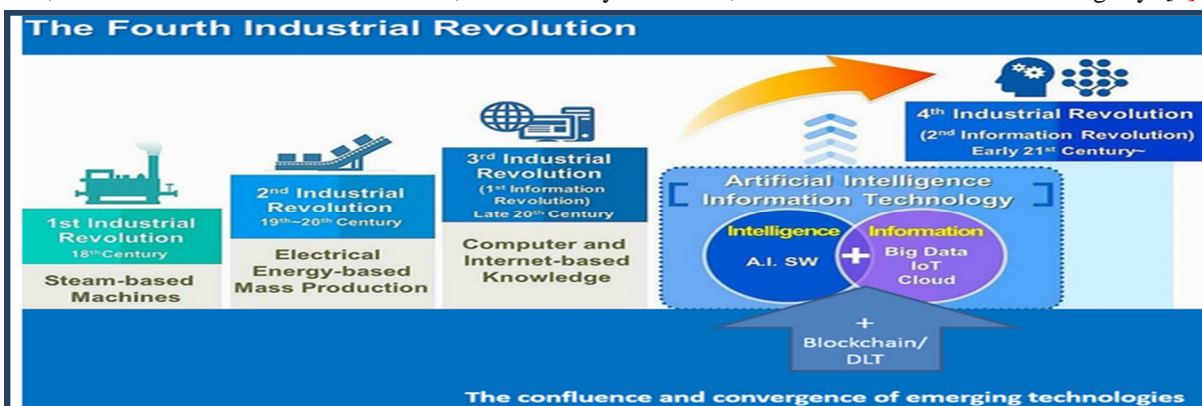 The Fourth Industrial Revolution
1st Industrial
Revolution
18th Century
Steam-based
Machines
2nd Industrial
Revolution
19th~20th Century
Electrical
Energy-based
Mass Production
3rd Industrial
Revolution
(1st Information
Revolution)
Late 20th Century
Computer and
Internet-based
Knowledge
4th Industrial Revolution
(2nd Information Revolution)
Early 21st Century~
Artificial Intelligence
Information Technology
Intelligence
A.I. SW
+
Information
Big Data
IoT
Cloud
+
Blockchain/
DLT
The confluence and convergence of emerging technologies